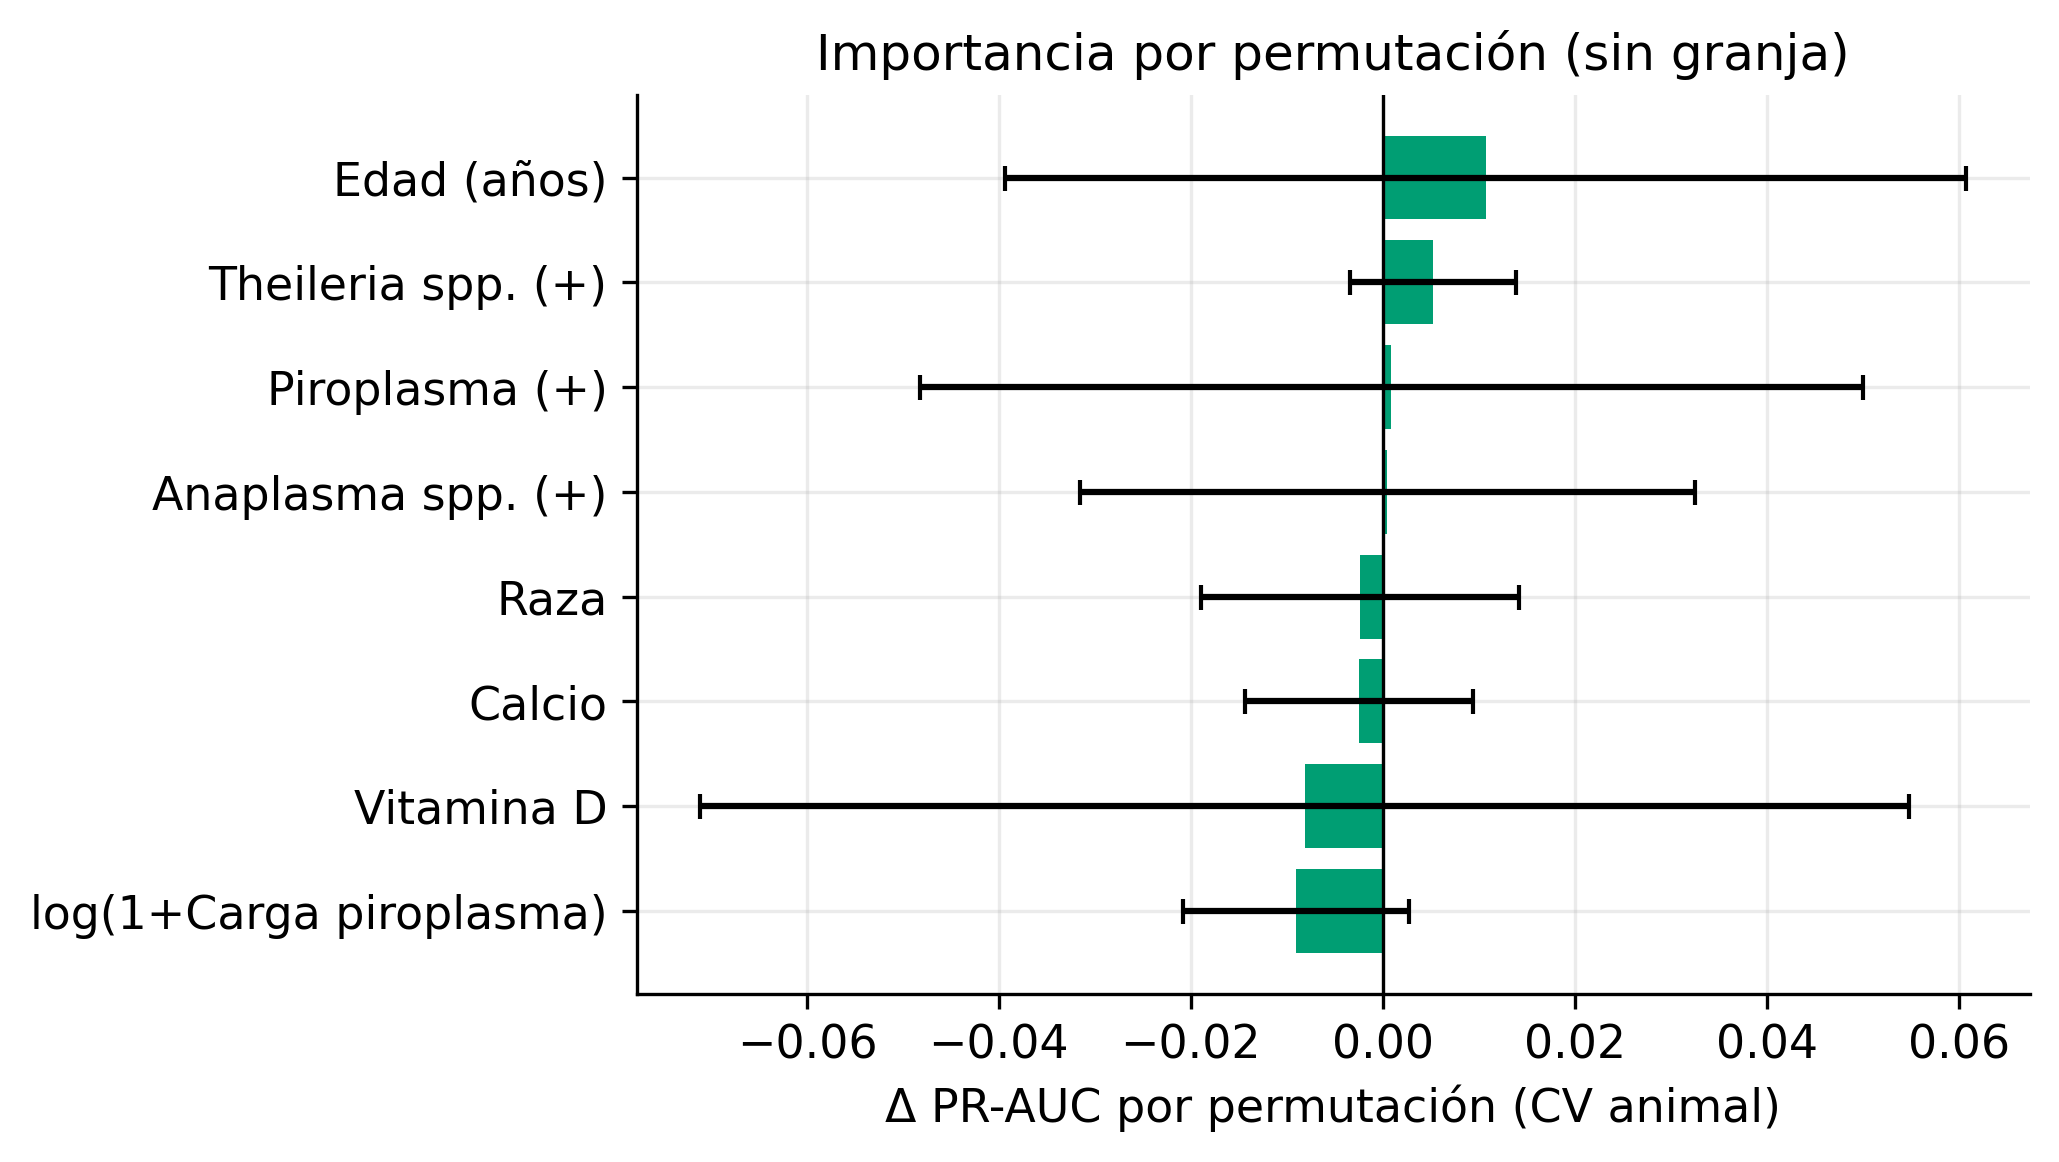 Importancia por permutación (sin granja)
Edad (años)
Theileria spp. (+)
Piroplasma (+)
Anaplasma spp. (+)
Raza
Calcio
Vitamina D
log(1+Carga piroplasma)
−0.06 −0.04 −0.02 0.00 0.02 0.04 0.06
Δ PR-AUC por permutación (CV animal)